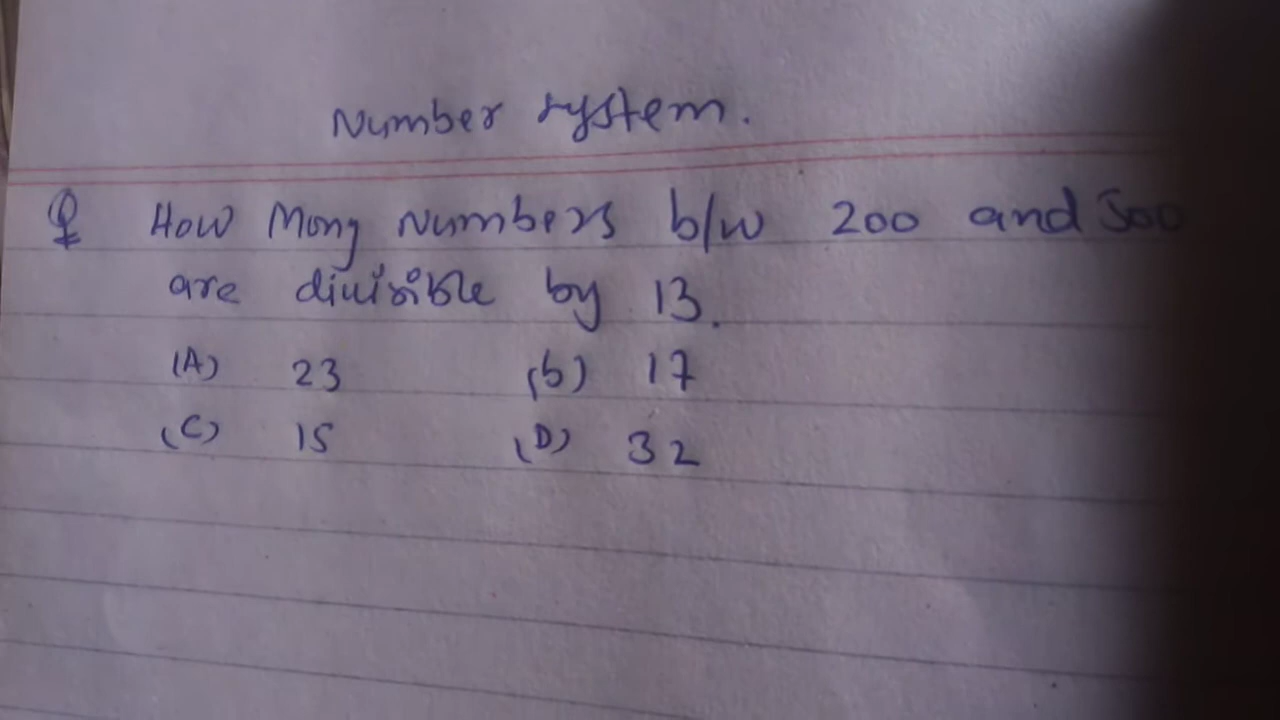 Number system.
Q How Many Numbers b/w 200 and 500
are divisible by 13.
(A) 23 (b) 17
(C) 15 (D) 32